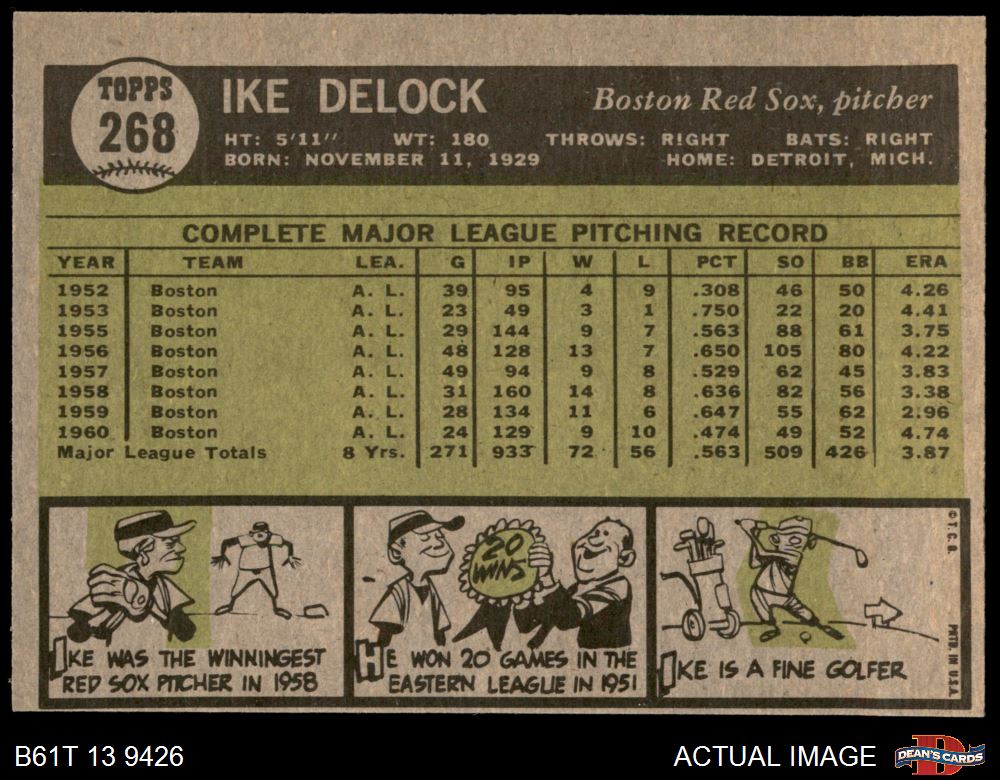 TOPPS
268
IKE DELOCK
Boston Red Sox, pitcher
HT: 5'11" WT: 180 THROWS: RIGHT BATS: RIGHT
BORN: NOVEMBER 11, 1929 HOME: DETROIT, MICH.
COMPLETE MAJOR LEAGUE PITCHING RECORD
YEAR TEAM LEA. G IP W L PCT SO BB ERA
1952 Boston A. L. 39 95 4 9 .308 46 50 4.26
1953 Boston A. L. 23 49 3 1 .750 22 20 4.41
1955 Boston A. L. 29 144 9 7 .563 88 61 3.75
1956 Boston A. L. 48 128 13 7 .650 105 80 4.22
1957 Boston A. L. 49 94 9 8 .529 62 45 3.83
1958 Boston A. L. 31 160 14 8 .636 82 56 3.38
1959 Boston A. L. 28 134 11 6 .647 55 62 2.96
1960 Boston A. L. 24 129 9 10 .474 49 52 4.74
Major League Totals 8 Yrs. 271 933 72 56 .563 509 426 3.87
IKE WAS THE WINNINGEST
RED SOX PITCHER IN 1958
20
WINS
HE WON 20 GAMES IN THE
EASTERN LEAGUE IN 1951
IKE IS A FINE GOLFER
© T. C. G.
PRTD. IN U.S.A.
B61T 13 9426
ACTUAL IMAGE
DEAN'S CARDS